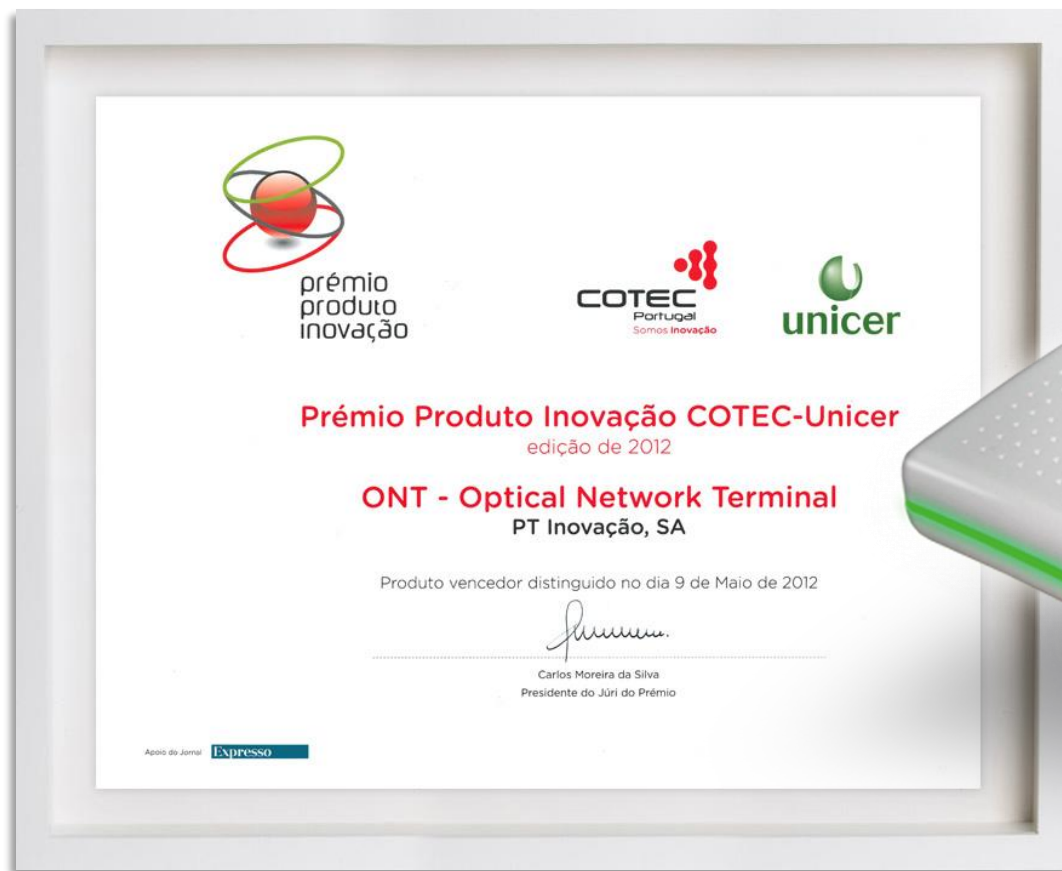 prémio
produto
inovação
COTEC
Portugal
Somos Inovação
unicer
Prémio Produto Inovação COTEC-Unicer
edição de 2012
ONT - Optical Network Terminal
PT Inovação, SA
Produto vencedor distinguido no dia 9 de Maio de 2012
Carlos Moreira da Silva
Presidente do Júri do Prémio
Apoio do Jornal Expresso